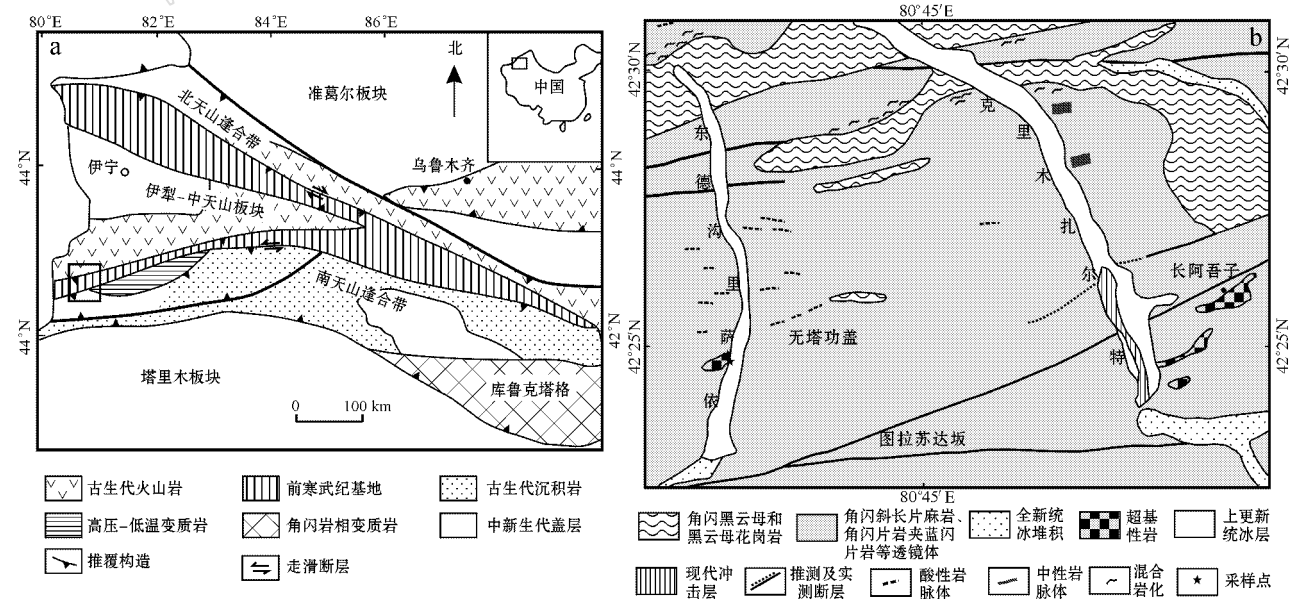 80°E
82°E
84°E
86°E
a
北
中国
准葛尔板块
北天山蓬合带
乌鲁木齐
伊宁
伊犁-中天山板块
南天山蓬合带
塔里木板块
库鲁克塔格
0
100 km
44°N
44°N
44°N
42°N
古生代火山岩
前寒武纪基地
古生代沉积岩
高压-低温变质岩
角闪岩相变质岩
中新生代盖层
推覆构造
走滑断层
80°45′E
b
42°30′N
42°30′N
42°25′N
42°25′N
80°45′E
东
德
沟
里
萨
依
克
里
木
扎
尔
特
长阿吾子
无塔功盖
图拉苏达坂
角闪黑云母和
黑云母花岗岩
角闪斜长片麻岩、
角闪片岩夹蓝闪
片岩等透镜体
全新统
冰堆积
超基
性岩
上更新
统冰层
现代冲
击层
推测及实
测断层
酸性岩
脉体
中性岩
脉体
混合
岩化
采样点